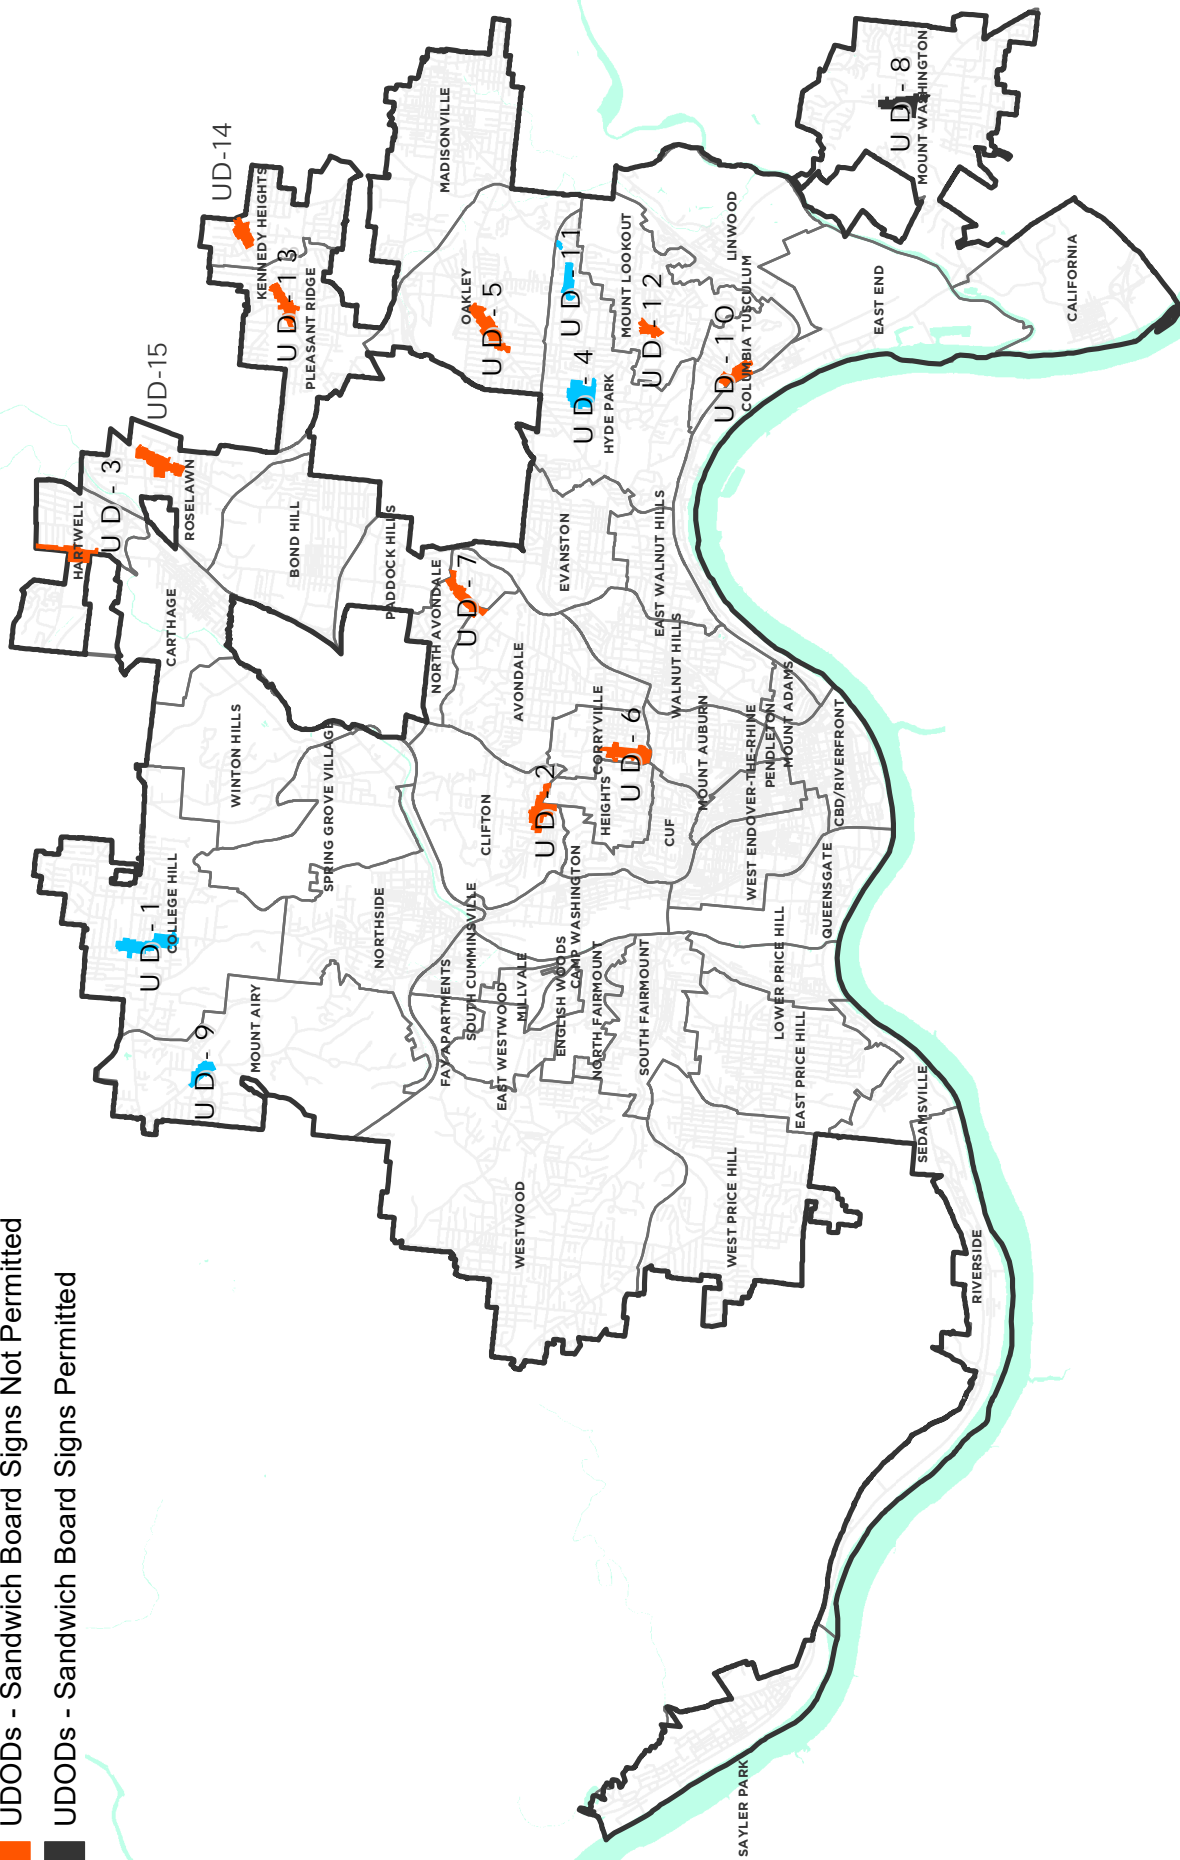 UDODs - Sandwich Board Signs Not Permitted
UDODs - Sandwich Board Signs Permitted
UD-14
KENNEDY HEIGHTS
UD-13
PLEASANT RIDGE
MADISONVILLE
UD-8
MOUNT WASHINGTON
UD-15
UD-3
HARTWELL
ROSELAWN
BOND HILL
PADDOCK HILLS
CARTHAGE
OAKLEY
UD-5
UD-11
UD-4
HYDE PARK
MOUNT LOOKOUT
UD-12
LINWOOD
UD-10
COLUMBIA TUSCULUM
EAST END
CALIFORNIA
NORTH AVONDALE
UD-7
AVONDALE
EVANSTON
EAST WALNUT HILLS
WALNUT HILLS
WINTON HILLS
SPRING GROVE VILLAGE
CLIFTON
UD-2
CORRYVILLE
HEIGHTS
UD-6
CUF
MOUNT AUBURN
WEST END
OVER-THE-RHINE
PENDLETON
MOUNT ADAMS
CBD/RIVERFRONT
QUEENSGATE
COLLEGE HILL
UD-1
UD-9
MOUNT AIRY
NORTHSIDE
FAY APARTMENTS
SOUTH CUMMINSVILLE
EAST WESTWOOD
MILLVALE
ENGLISH WOODS
CAMP WASHINGTON
NORTH FAIRMOUNT
SOUTH FAIRMOUNT
LOWER PRICE HILL
EAST PRICE HILL
WESTWOOD
WEST PRICE HILL
SEDAMSVILLE
RIVERSIDE
SAYLER PARK